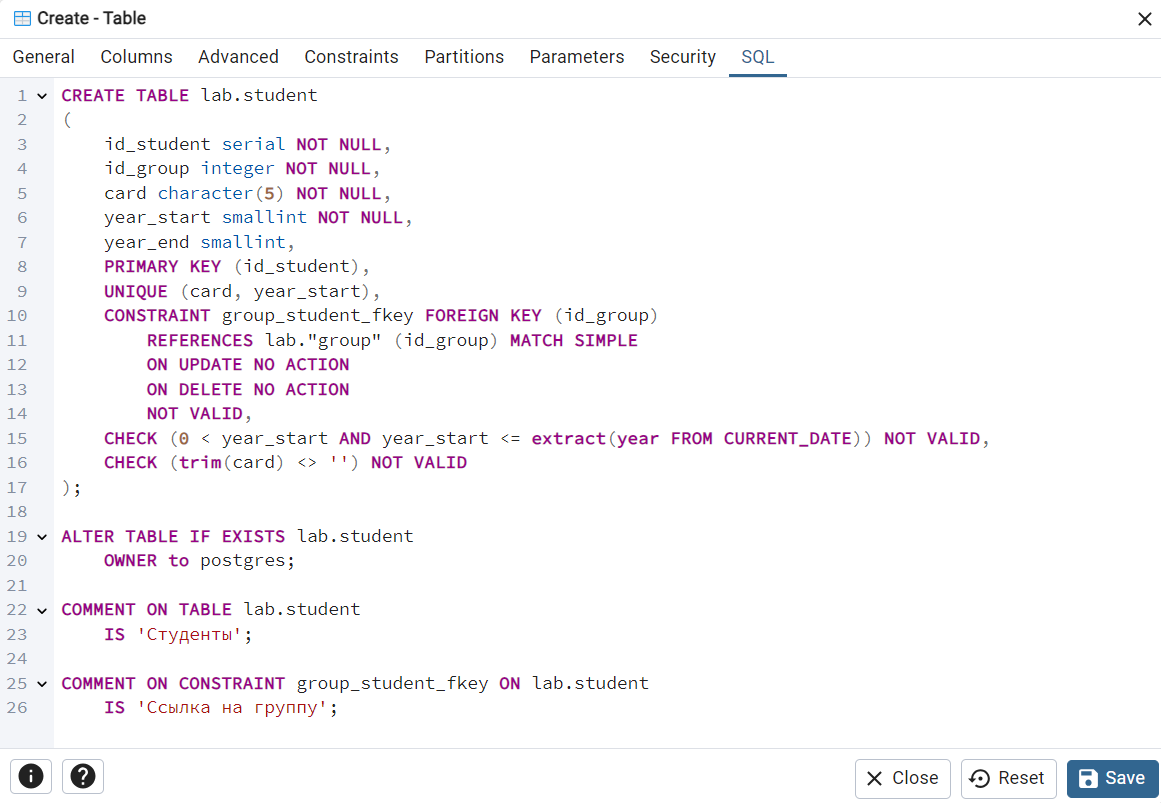 Create - Table
General Columns Advanced Constraints Partitions Parameters Security SQL
1 CREATE TABLE lab.student
2 (
3     id_student serial NOT NULL,
4     id_group integer NOT NULL,
5     card character(5) NOT NULL,
6     year_start smallint NOT NULL,
7     year_end smallint,
8     PRIMARY KEY (id_student),
9     UNIQUE (card, year_start),
10     CONSTRAINT group_student_fkey FOREIGN KEY (id_group)
11         REFERENCES lab."group" (id_group) MATCH SIMPLE
12         ON UPDATE NO ACTION
13         ON DELETE NO ACTION
14         NOT VALID,
15     CHECK (0 < year_start AND year_start <= extract(year FROM CURRENT_DATE)) NOT VALID,
16     CHECK (trim(card) <> '') NOT VALID
17 );
18
19 ALTER TABLE IF EXISTS lab.student
20     OWNER to postgres;
21
22 COMMENT ON TABLE lab.student
23     IS 'Студенты';
24
25 COMMENT ON CONSTRAINT group_student_fkey ON lab.student
26     IS 'Ссылка на группу';
Close Reset Save